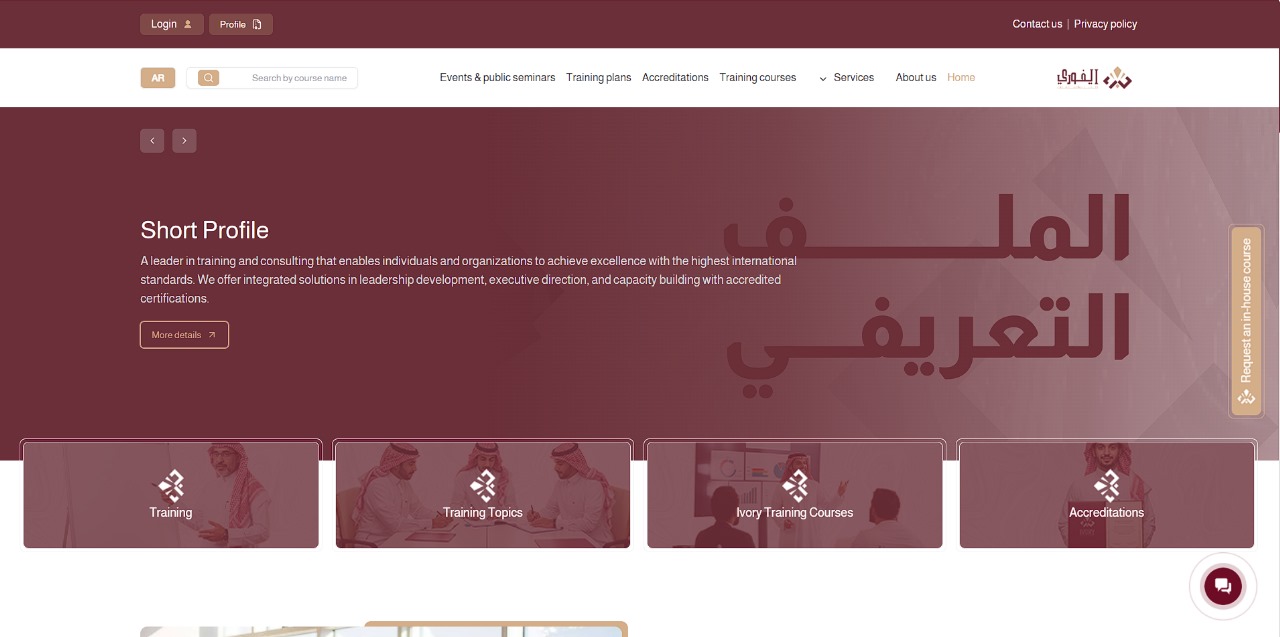 Login
Profile
Contact us | Privacy policy
AR
Search by course name
Events & public seminars
Training plans
Accreditations
Training courses
Services
About us
Home
إيفوري
Short Profile
A leader in training and consulting that enables individuals and organizations to achieve excellence with the highest international
standards. We offer integrated solutions in leadership development, executive direction, and capacity building with accredited
certifications.
More details
الملف
التعريفي
Request an in-house course
Training
Training Topics
Ivory Training Courses
Accreditations